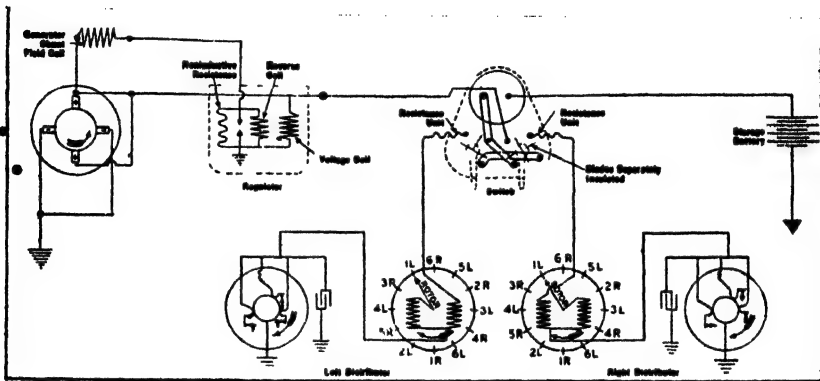 Generator
Shunt
Field Coil
Noninductive
Resistance
Reverse
Coil
Voltage Coil
Regulator
Resistance
Unit
Resistance
Unit
Blades Separately
Insulated
Switch
Storage
Battery
1L 6R 5L 2R 3L 4R 6L 1R 2L 5R 4L 3R
ROTOR
1L 6R 5L 2R 3L 4R 6L 1R 2L 5R 4L 3R
ROTOR
Left Distributor
Right Distributor